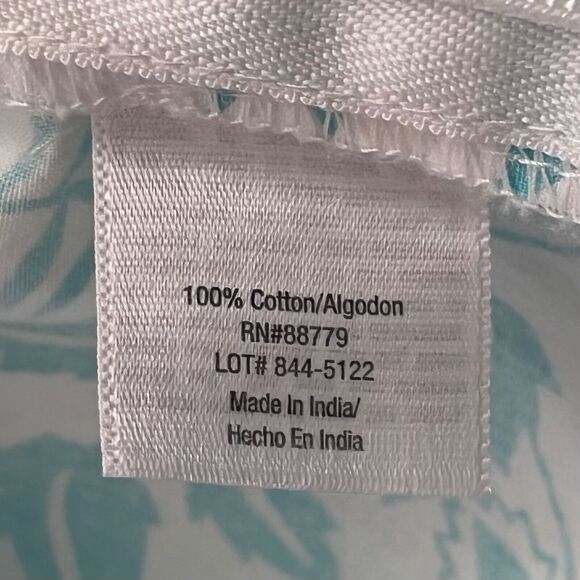 100% Cotton/Algodon
RN#88779
LOT# 844-5122
Made In India/
Hecho En India